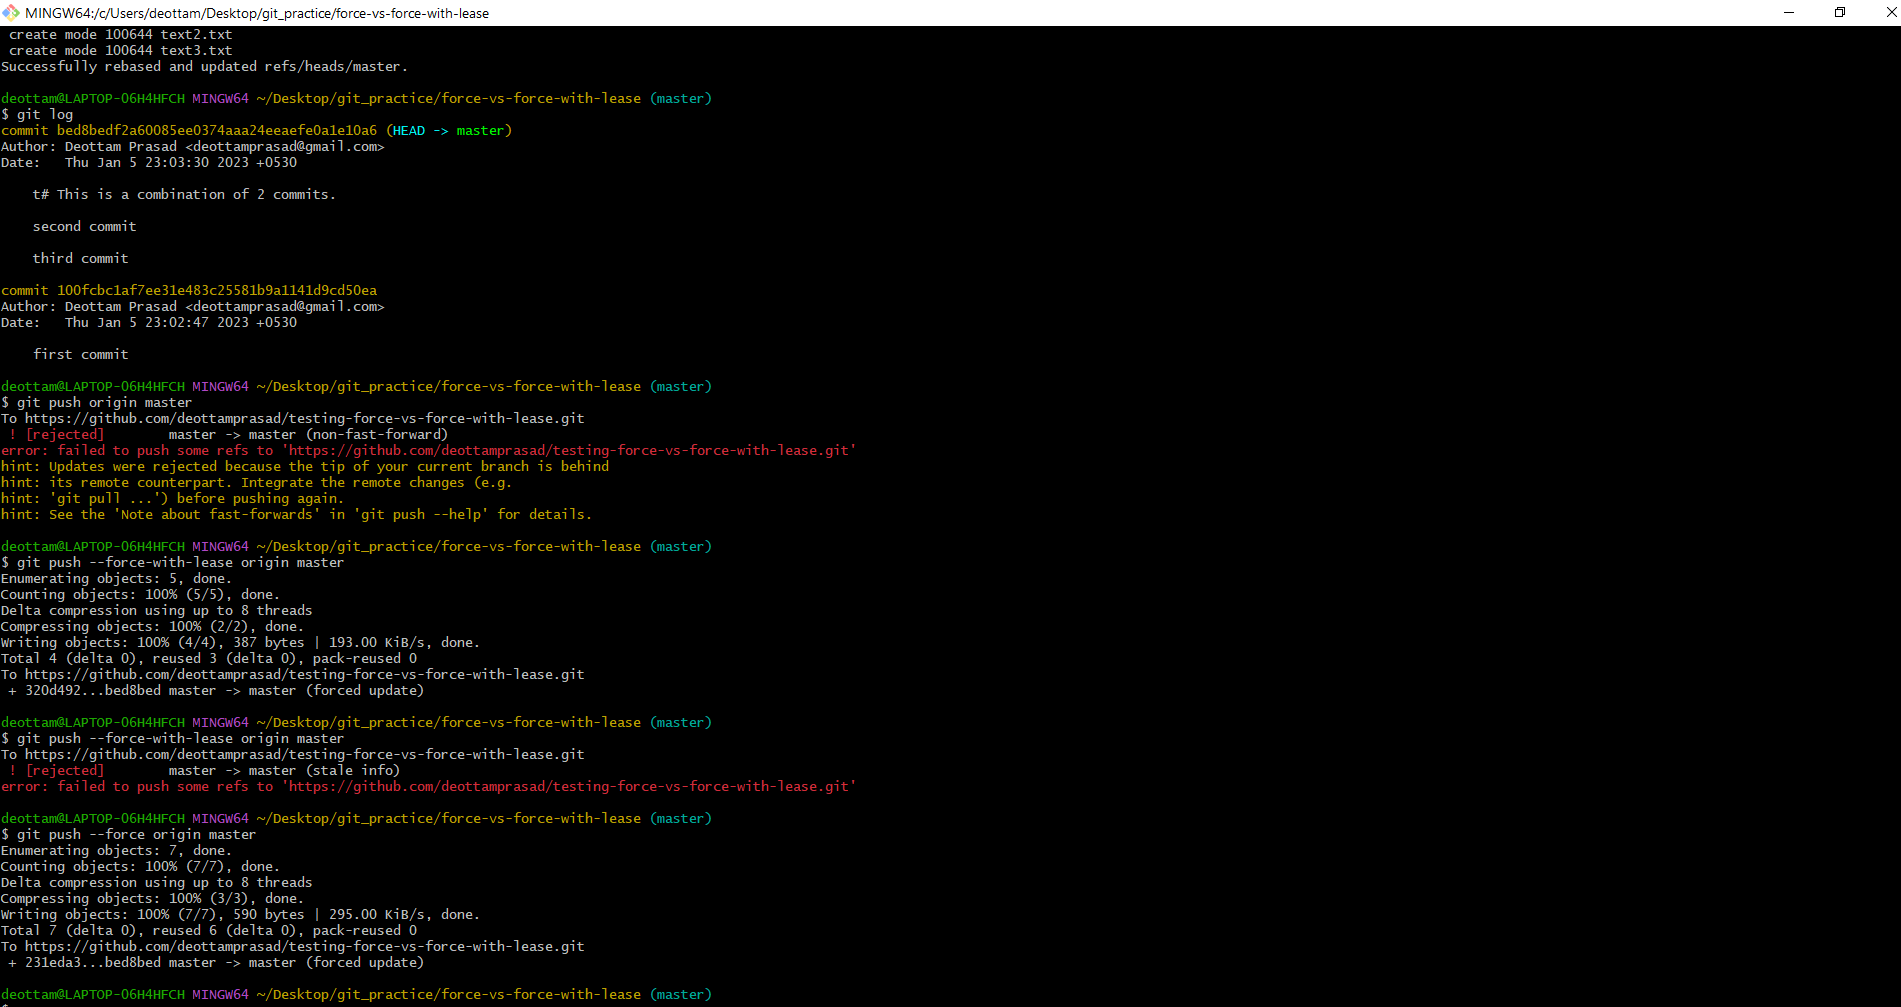 MINGW64:/c/Users/deottam/Desktop/git_practice/force-vs-force-with-lease
create mode 100644 text2.txt
create mode 100644 text3.txt
Successfully rebased and updated refs/heads/master.
deottam@LAPTOP-O6H4HFCH MINGW64 ~/Desktop/git_practice/force-vs-force-with-lease (master)
$ git log
commit bed8bedf2a60085ee0374aaa24eeaefe0a1e10a6 (HEAD -> master)
Author: Deottam Prasad <deottamprasad@gmail.com>
Date:   Thu Jan 5 23:03:30 2023 +0530
t# This is a combination of 2 commits.
second commit
third commit
commit 100fcbc1af7ee31e483c25581b9a1141d9cd50ea
Author: Deottam Prasad <deottamprasad@gmail.com>
Date:   Thu Jan 5 23:02:47 2023 +0530
first commit
deottam@LAPTOP-O6H4HFCH MINGW64 ~/Desktop/git_practice/force-vs-force-with-lease (master)
$ git push origin master
To https://github.com/deottamprasad/testing-force-vs-force-with-lease.git
! [rejected]        master -> master (non-fast-forward)
error: failed to push some refs to 'https://github.com/deottamprasad/testing-force-vs-force-with-lease.git'
hint: Updates were rejected because the tip of your current branch is behind
hint: its remote counterpart. Integrate the remote changes (e.g.
hint: 'git pull ...') before pushing again.
hint: See the 'Note about fast-forwards' in 'git push --help' for details.
deottam@LAPTOP-O6H4HFCH MINGW64 ~/Desktop/git_practice/force-vs-force-with-lease (master)
$ git push --force-with-lease origin master
Enumerating objects: 5, done.
Counting objects: 100% (5/5), done.
Delta compression using up to 8 threads
Compressing objects: 100% (2/2), done.
Writing objects: 100% (4/4), 387 bytes | 193.00 KiB/s, done.
Total 4 (delta 0), reused 3 (delta 0), pack-reused 0
To https://github.com/deottamprasad/testing-force-vs-force-with-lease.git
+ 320d492...bed8bed master -> master (forced update)
deottam@LAPTOP-O6H4HFCH MINGW64 ~/Desktop/git_practice/force-vs-force-with-lease (master)
$ git push --force-with-lease origin master
To https://github.com/deottamprasad/testing-force-vs-force-with-lease.git
! [rejected]        master -> master (stale info)
error: failed to push some refs to 'https://github.com/deottamprasad/testing-force-vs-force-with-lease.git'
deottam@LAPTOP-O6H4HFCH MINGW64 ~/Desktop/git_practice/force-vs-force-with-lease (master)
$ git push --force origin master
Enumerating objects: 7, done.
Counting objects: 100% (7/7), done.
Delta compression using up to 8 threads
Compressing objects: 100% (3/3), done.
Writing objects: 100% (7/7), 590 bytes | 295.00 KiB/s, done.
Total 7 (delta 0), reused 6 (delta 0), pack-reused 0
To https://github.com/deottamprasad/testing-force-vs-force-with-lease.git
+ 231eda3...bed8bed master -> master (forced update)
deottam@LAPTOP-O6H4HFCH MINGW64 ~/Desktop/git_practice/force-vs-force-with-lease (master)